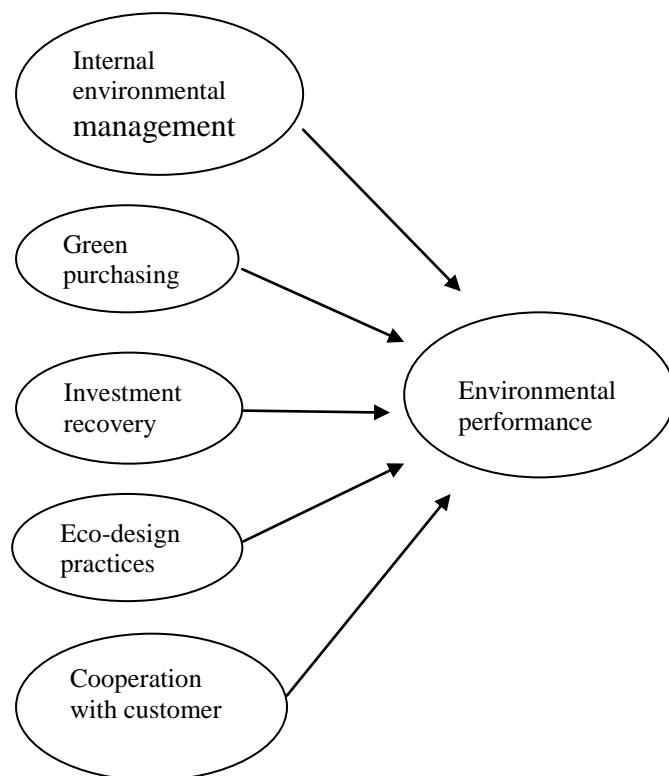 Internal
environmental
management
Green
purchasing
Investment
recovery
Environmental
performance
Eco-design
practices
Cooperation
with customer